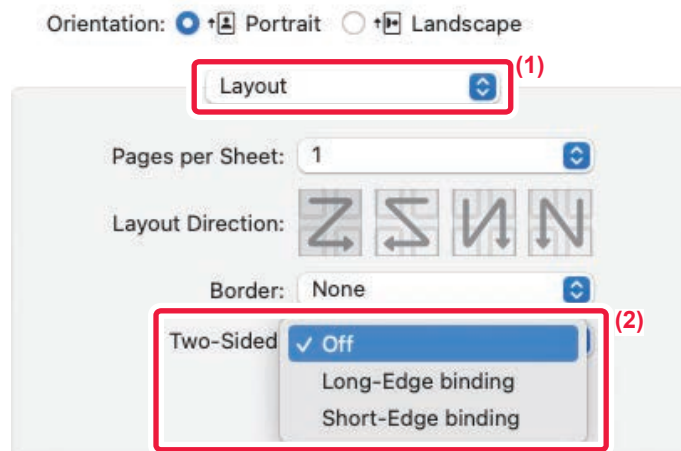 Orientation: Portrait Landscape
(1)
Layout
Pages per Sheet: 1
Layout Direction:
Border: None
(2)
Two-Sided ✓ Off
Long-Edge binding
Short-Edge binding